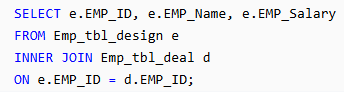 SELECT e.EMP_ID, e.EMP_Name, e.EMP_Salary
FROM Emp_tbl_design e
INNER JOIN Emp_tbl_deal d
ON e.EMP_ID = d.EMP_ID;